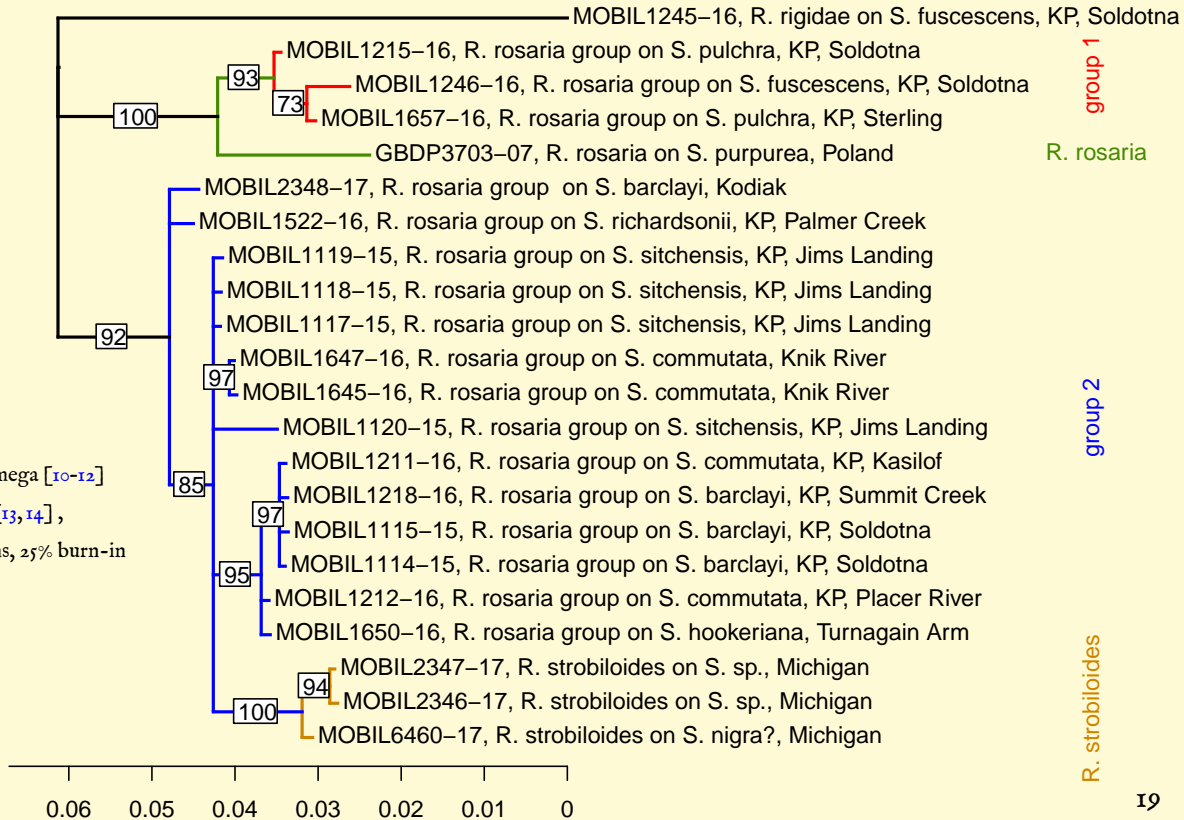 MOBIL1245−16, R. rigidae on S. fuscescens, KP, Soldotna
MOBIL1215−16, R. rosaria group on S. pulchra, KP, Soldotna
93
MOBIL1246−16, R. rosaria group on S. fuscescens, KP, Soldotna
73
group 1
100
MOBIL1657−16, R. rosaria group on S. pulchra, KP, Sterling
GBDP3703−07, R. rosaria on S. purpurea, Poland
R. rosaria
MOBIL2348−17, R. rosaria group on S. barclayi, Kodiak
MOBIL1522−16, R. rosaria group on S. richardsonii, KP, Palmer Creek
MOBIL1119−15, R. rosaria group on S. sitchensis, KP, Jims Landing
MOBIL1118−15, R. rosaria group on S. sitchensis, KP, Jims Landing
MOBIL1117−15, R. rosaria group on S. sitchensis, KP, Jims Landing
92
MOBIL1647−16, R. rosaria group on S. commutata, Knik River
97
MOBIL1645−16, R. rosaria group on S. commutata, Knik River
group 2
MOBIL1120−15, R. rosaria group on S. sitchensis, KP, Jims Landing
MOBIL1211−16, R. rosaria group on S. commutata, KP, Kasilof
mega [10-12]
85
MOBIL1218−16, R. rosaria group on S. barclayi, KP, Summit Creek
[13, 14] ,
97
MOBIL1115−15, R. rosaria group on S. barclayi, KP, Soldotna
ns, 25% burn-in
MOBIL1114−15, R. rosaria group on S. barclayi, KP, Soldotna
95
MOBIL1212−16, R. rosaria group on S. commutata, KP, Placer River
MOBIL1650−16, R. rosaria group on S. hookeriana, Turnagain Arm
MOBIL2347−17, R. strobiloides on S. sp., Michigan
94
MOBIL2346−17, R. strobiloides on S. sp., Michigan
100
MOBIL6460−17, R. strobiloides on S. nigra?, Michigan
R. strobiloides
0.06 0.05 0.04 0.03 0.02 0.01 0
19